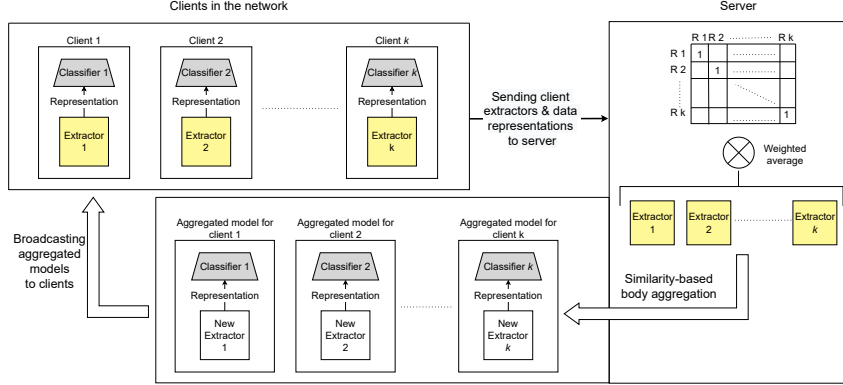 Clients in the network
Server
Client 1
Client 2
Client k
Classifier 1
Classifier 2
Classifier k
Representation
Representation
Representation
Extractor
1
Extractor
2
Extractor
k
Sending client
extractors & data
representations
to server
R 1 R 2 R k
R 1
R 2
R k
1
1
1
Weighted
average
Extractor
1
Extractor
2
Extractor
k
Similarity-based
body aggregation
Broadcasting
aggregated
models
to clients
Aggregated model for
client 1
Aggregated model for
client 2
Aggregated model for
client k
Classifier 1
Classifier 2
Classifier k
Representation
Representation
Representation
New
Extractor
1
New
Extractor
2
New
Extractor
k